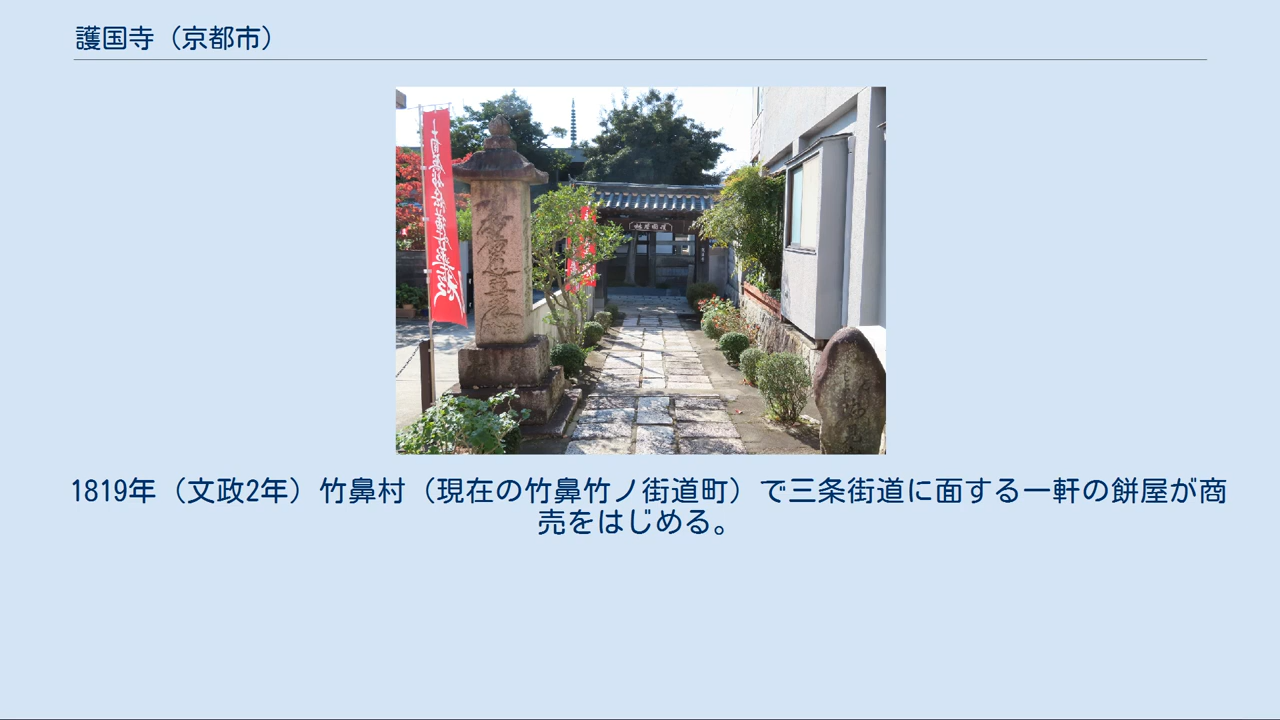 護国寺（京都市）
1819年（文政2年）竹鼻村（現在の竹鼻竹ノ街道町）で三条街道に面する一軒の餅屋が商
売をはじめる。